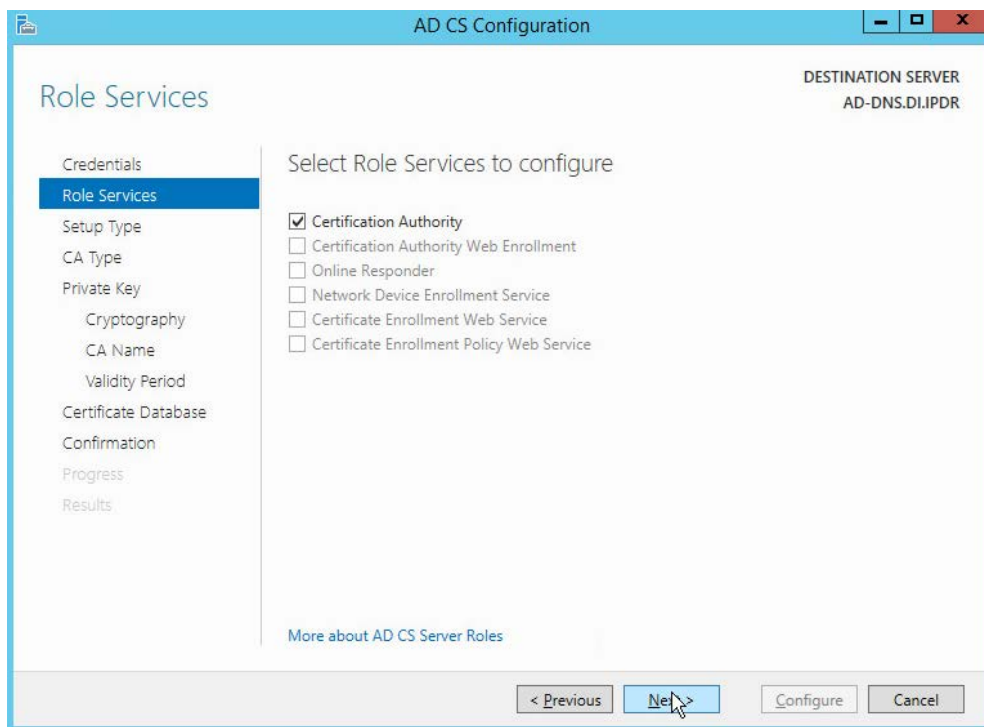 AD CS Configuration
Role Services
DESTINATION SERVER
AD-DNS.DI.IPDR
Credentials
Role Services
Setup Type
CA Type
Private Key
Cryptography
CA Name
Validity Period
Certificate Database
Confirmation
Progress
Results
Select Role Services to configure
Certification Authority
Certification Authority Web Enrollment
Online Responder
Network Device Enrollment Service
Certificate Enrollment Web Service
Certificate Enrollment Policy Web Service
More about AD CS Server Roles
< Previous
Next >
Configure
Cancel